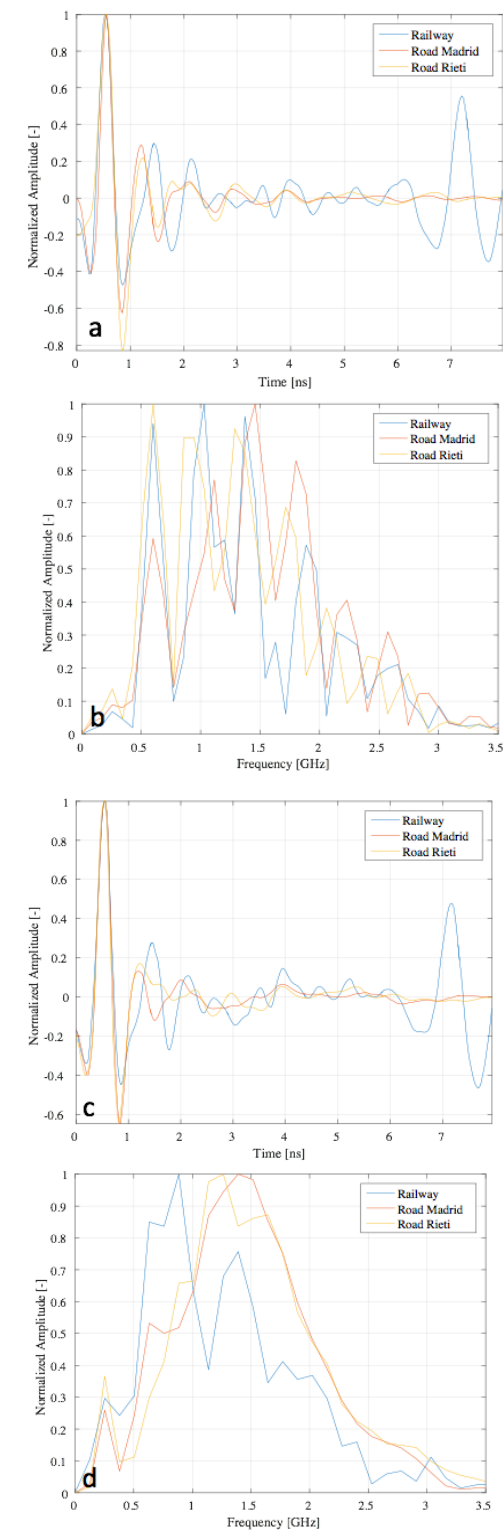 1
0.8
0.6
0.4
0.2
0
-0.2
-0.4
-0.6
-0.8
Normalized Amplitude [-]
Railway
Road Madrid
Road Rieti
a
0 1 2 3 4 5 6 7
Time [ns]
1
0.9
0.8
0.7
0.6
0.5
0.4
0.3
0.2
0.1
0
Normalized Amplitude [-]
Railway
Road Madrid
Road Rieti
b
0 0.5 1 1.5 2 2.5 3 3.5
Frequency [GHz]
1
0.8
0.6
0.4
0.2
0
-0.2
-0.4
-0.6
Normalized Amplitude [-]
Railway
Road Madrid
Road Rieti
c
0 1 2 3 4 5 6 7
Time [ns]
1
0.9
0.8
0.7
0.6
0.5
0.4
0.3
0.2
0.1
0
Normalized Amplitude [-]
Railway
Road Madrid
Road Rieti
d
0 0.5 1 1.5 2 2.5 3 3.5
Frequency [GHz]